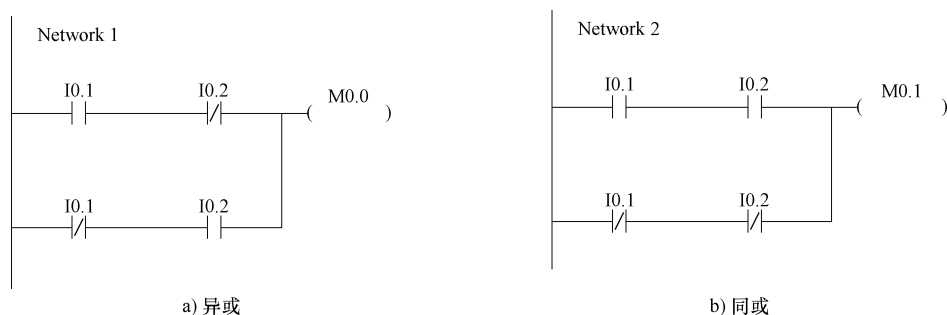 Network 1
I0.1 I0.2 M0.0
( )
I0.1 I0.2
a) 异或
Network 2
I0.1 I0.2 M0.1
( )
I0.1 I0.2
b) 同或